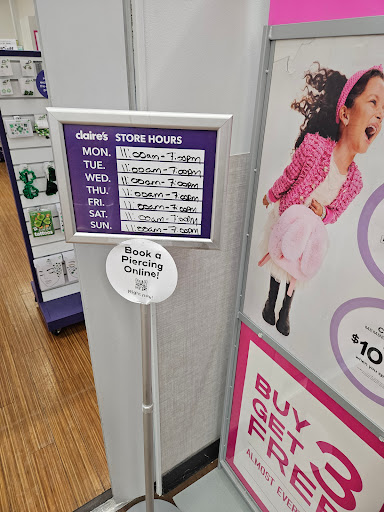 claire's STORE HOURS
MON. 11:00am-7:00pm
TUE. 11:00am-7:00pm
WED. 11:00am-7:00pm
THU. 11:00am-7:00pm
FRI. 11:00am-7:00pm
SAT. 11:00am-7:00pm
SUN. 11:00am-7:00pm
Book a
Piercing
Online!
$10
BUY 3
GET
FREE
ALMOST EVER